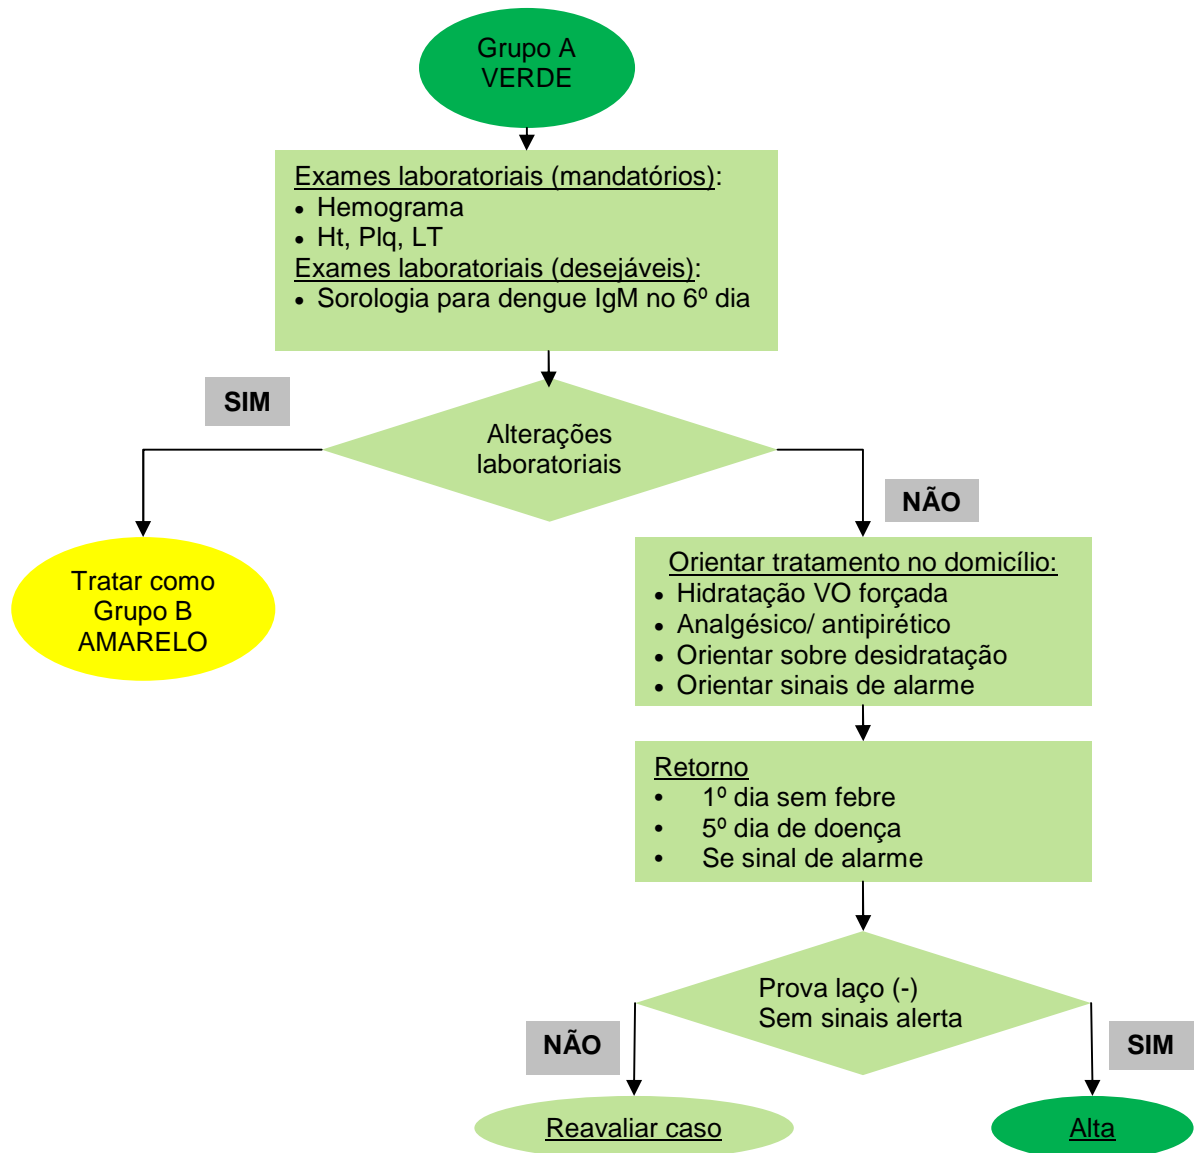 Grupo A
VERDE
Exames laboratoriais (mandatórios):
• Hemograma
• Ht, Plq, LT
Exames laboratoriais (desejáveis):
• Sorologia para dengue IgM no 6º dia
SIM
Alterações
laboratoriais
NÃO
Tratar como
Grupo B
AMARELO
Orientar tratamento no domicílio:
• Hidratação VO forçada
• Analgésico/ antipirético
• Orientar sobre desidratação
• Orientar sinais de alarme
Retorno
• 1º dia sem febre
• 5º dia de doença
• Se sinal de alarme
Prova laço (-)
Sem sinais alerta
NÃO
SIM
Reavaliar caso
Alta